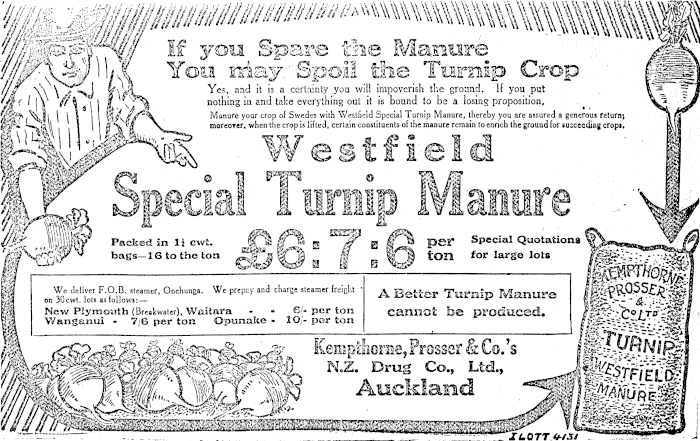 If you Spare the Manure
You may Spoil the Turnip Crop
Yes, and it is a certainty you will impoverish the ground. If you put
nothing in and take everything out it is bound to be a losing proposition.
Manure your crop of Swedes with Westfield Special Turnip Manure, thereby you are assured a generous return;
moreover, when the crop is lifted, certain constituents of the manure remain to enrich the ground for succeeding crops.
Westfield
Special Turnip Manure
Packed in 1¼ cwt.
bags—16 to the ton
£6:7:6
per
ton
Special Quotations
for large lots
We deliver F.O.B. steamer, Onehunga. We prepay and charge steamer freight
on 30cwt. lots as follows:—
New Plymouth (Breakwater), Waitara - - 6/- per ton
Wanganui - 7/6 per ton Opunake - 10/- per ton
A Better Turnip Manure
cannot be produced.
Kempthorne, Prosser & Co.'s
N.Z. Drug Co., Ltd.,
Auckland
KEMPTHORNE
PROSSER
&
Co LTD
TURNIP
WESTFIELD
MANURE
ILOTT 4/31